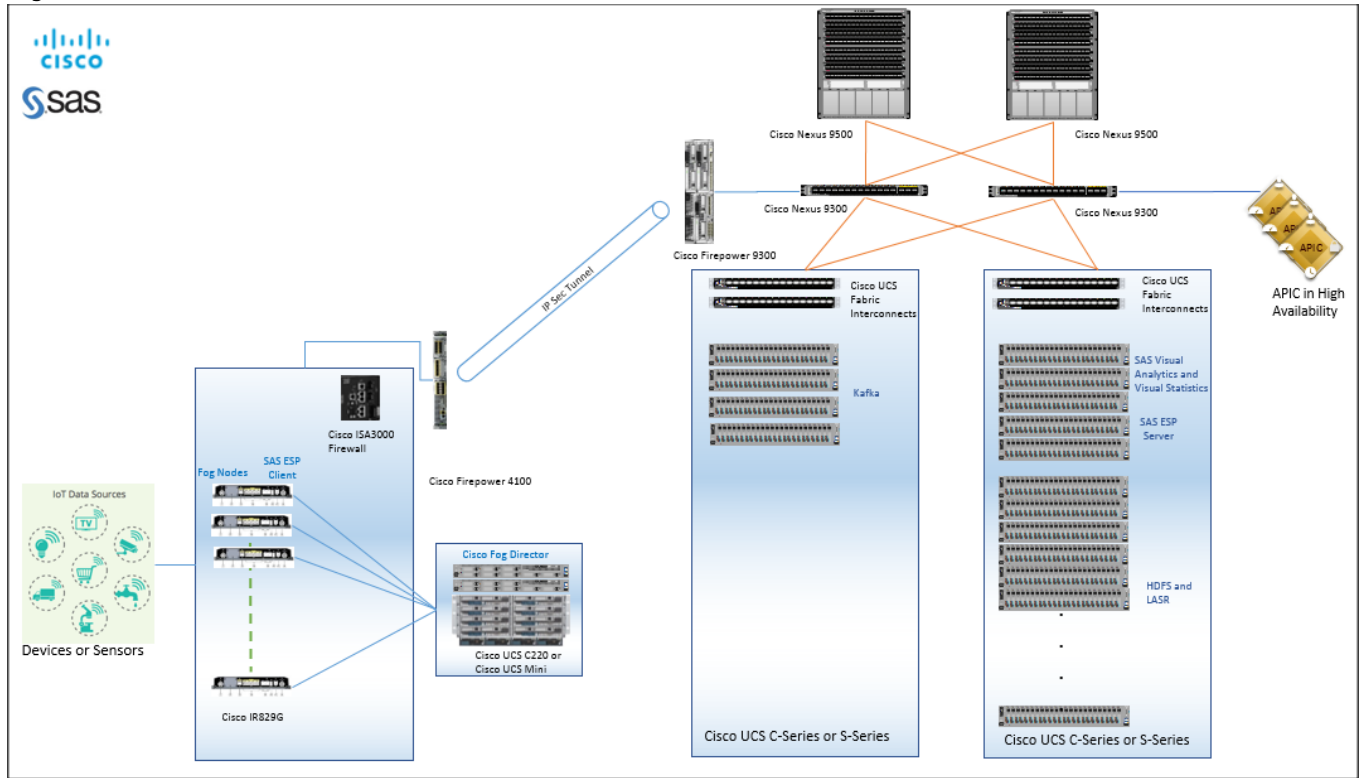 CISCO
sas
Cisco Nexus 9500
Cisco Nexus 9500
Cisco Nexus 9300
Cisco Nexus 9300
Cisco Firepower 9300
APIC
APIC in High
Availability
IP Sec Tunnel
Cisco UCS
Fabric
Interconnects
Kafka
Cisco UCS C-Series or S-Series
Cisco UCS
Fabric
Interconnects
SAS Visual
Analytics and
Visual Statistics
SAS ESP
Server
HDFS and
LASR
Cisco UCS C-Series or S-Series
Cisco ISA3000
Firewall
Fog Nodes
SAS ESP
Client
Cisco Firepower 4100
IoT Data Sources
TV
Devices or Sensors
Cisco IR829G
Cisco Fog Director
Cisco UCS C220 or
Cisco UCS Mini